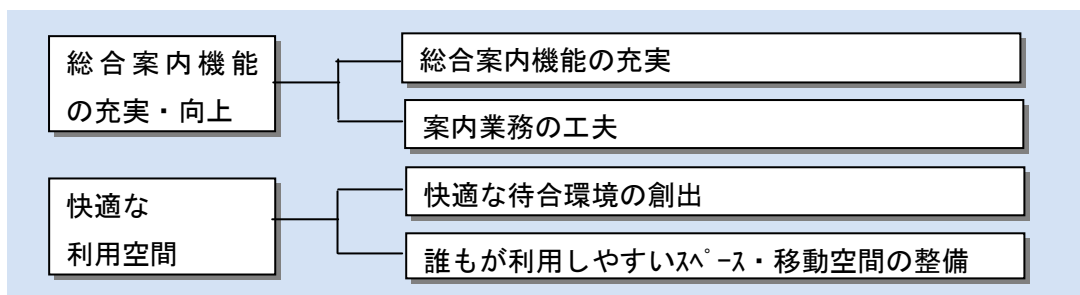 総合案内機能
の充実・向上
総合案内機能の充実
案内業務の工夫
快適な
利用空間
快適な待合環境の創出
誰もが利用しやすいｽﾍﾟｰｽ・移動空間の整備